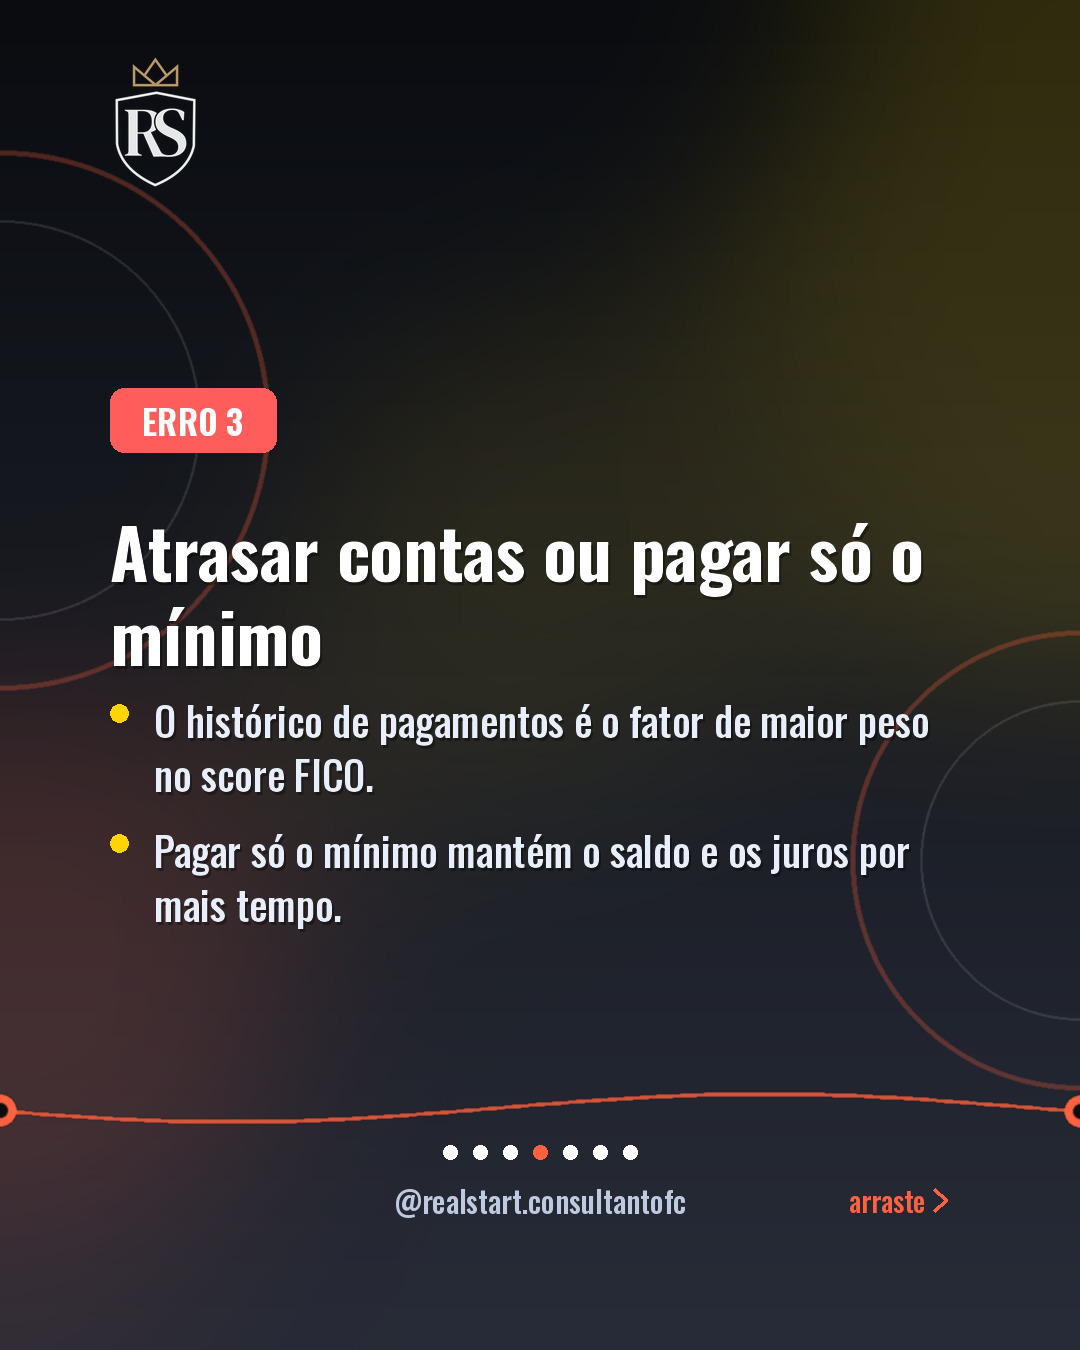 RS
ERRO 3
Atrasar contas ou pagar só o
mínimo
O histórico de pagamentos é o fator de maior peso
no score FICO.
Pagar só o mínimo mantém o saldo e os juros por
mais tempo.
@realstart.consultantofc
arraste